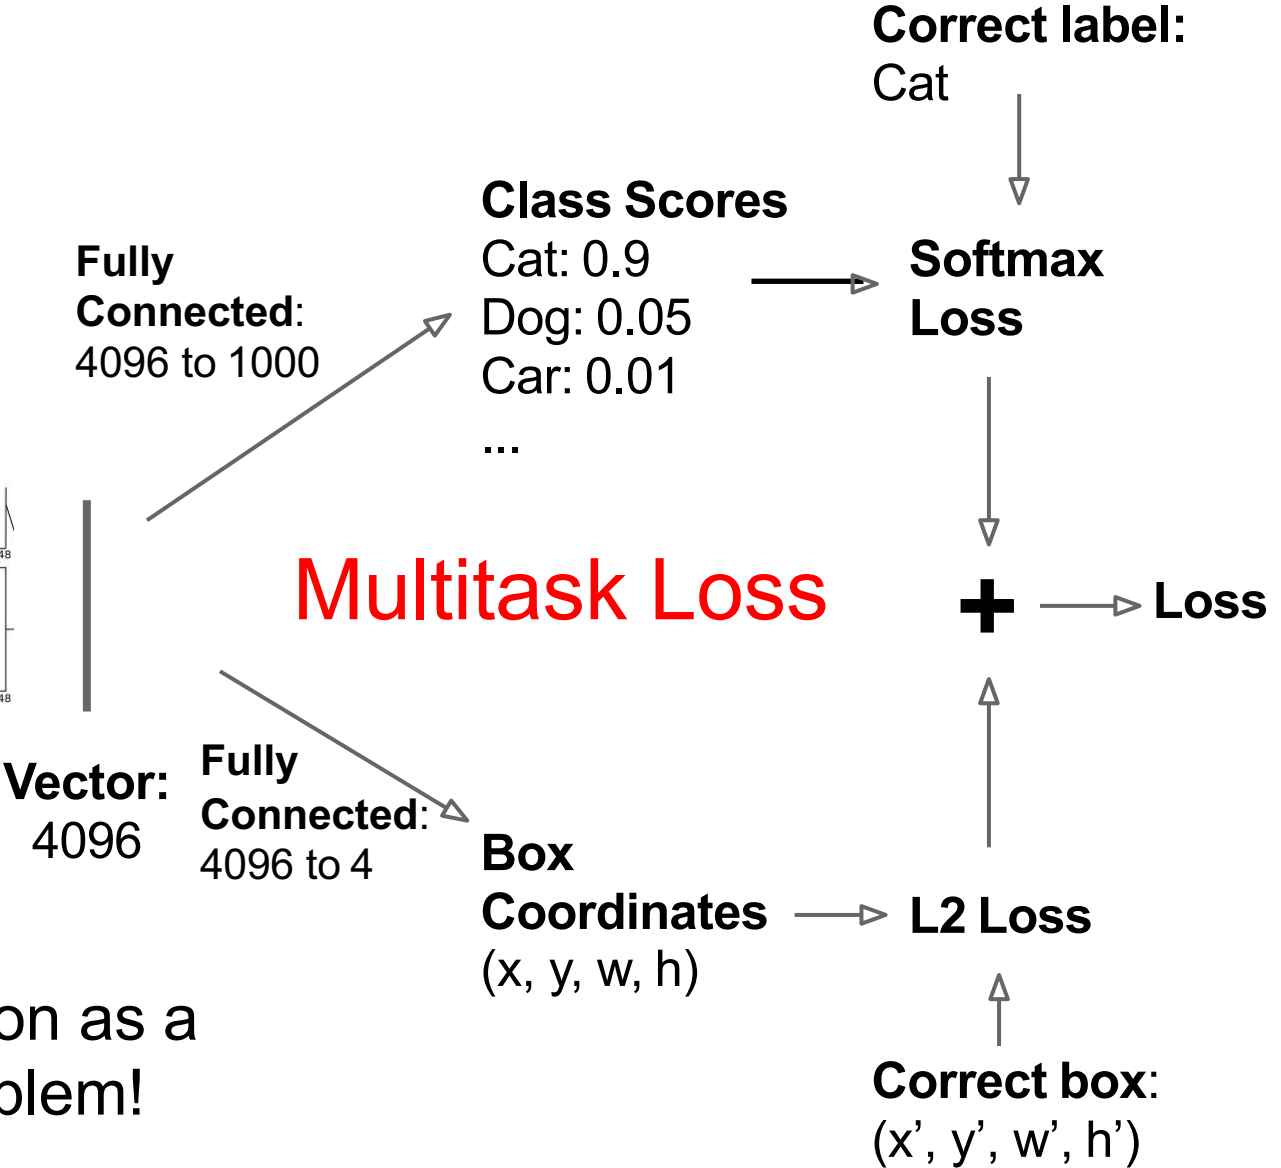 Correct label:
Cat
Class Scores
Cat: 0.9
Dog: 0.05
Car: 0.01
...
Softmax
Loss
Fully
Connected:
4096 to 1000
48
Multitask Loss
+
Loss
48
Vector:
4096
Fully
Connected:
4096 to 4
Box
Coordinates
(x, y, w, h)
L2 Loss
on as a
blem!
Correct box:
(x’, y’, w’, h’)